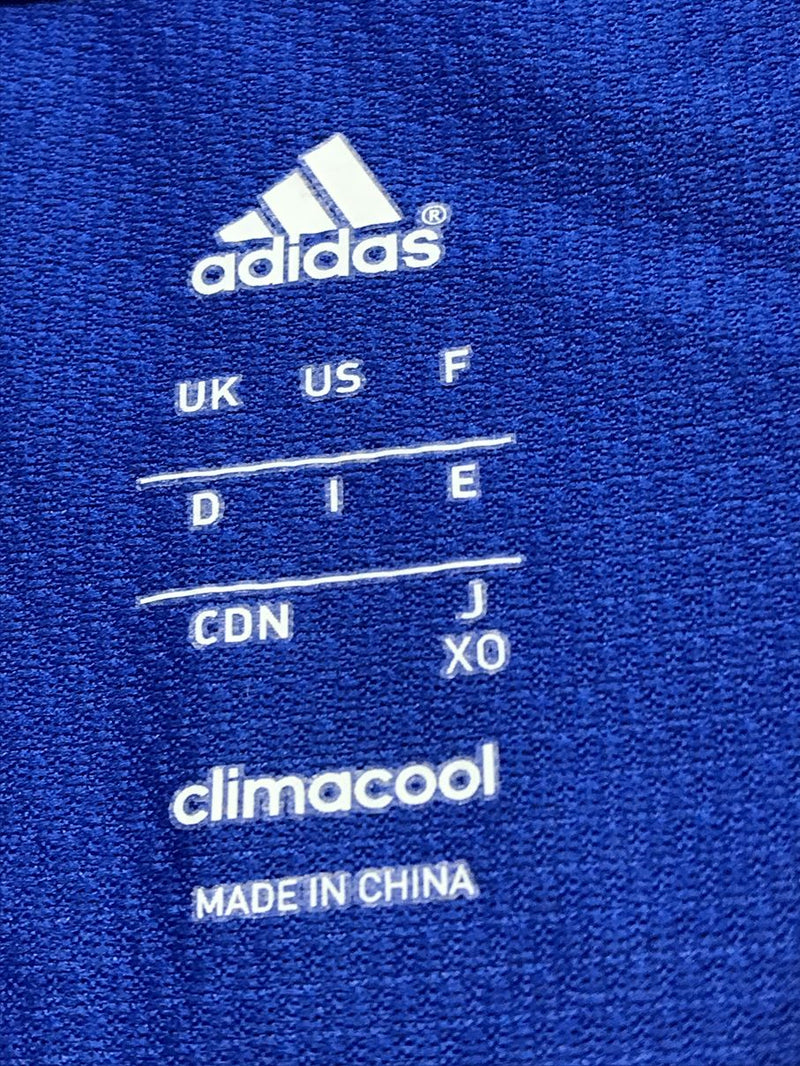 adidas®
UK US F
D I E
CDN J
XO
climacool
MADE IN CHINA